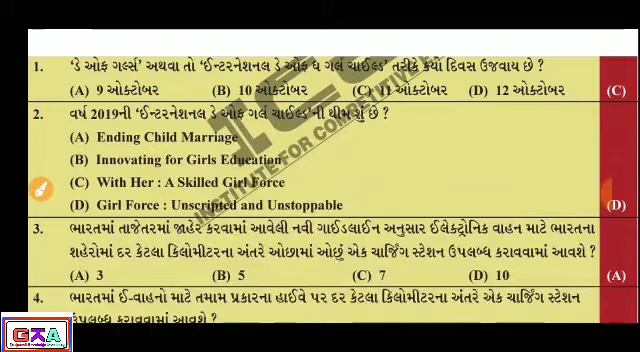 1. 'ડે ઓફ ગર્લ્સ' અથવા તો 'ઈન્ટરનેશનલ ડે ઓફ ધ ગર્લ ચાઈલ્ડ' તરીકે ક્યો દિવસ ઉજવાય છે ?
(A) 9 ઓક્ટોબર (B) 10 ઓક્ટોબર (C) 11 ઓક્ટોબર (D) 12 ઓક્ટોબર (C)
2. વર્ષ 2019ની 'ઈન્ટરનેશનલ ડે ઓફ ગર્લ ચાઈલ્ડ'ની થીમ શું છે ?
(A) Ending Child Marriage
(B) Innovating for Girls Education
(C) With Her : A Skilled Girl Force
(D) Girl Force : Unscripted and Unstoppable (D)
3. ભારતમાં તાજેતરમાં જાહેર કરવામાં આવેલી નવી ગાઈડલાઈન અનુસાર ઈલેક્ટ્રોનિક વાહન માટે ભારતના
શહેરોમાં દર કેટલા કિલોમીટરના અંતરે ઓછામાં ઓછું એક ચાર્જિંગ સ્ટેશન ઉપલબ્ધ કરાવવામાં આવશે ?
(A) 3 (B) 5 (C) 7 (D) 10 (A)
4. ભારતમાં ઈ-વાહનો માટે તમામ પ્રકારના હાઈવે પર દર કેટલા કિલોમીટરના અંતરે એક ચાર્જિંગ સ્ટેશન
ઉપલબ્ધ કરાવવામાં આવશે ?
INSTITUTE FOR COMPETITIVE
GKA